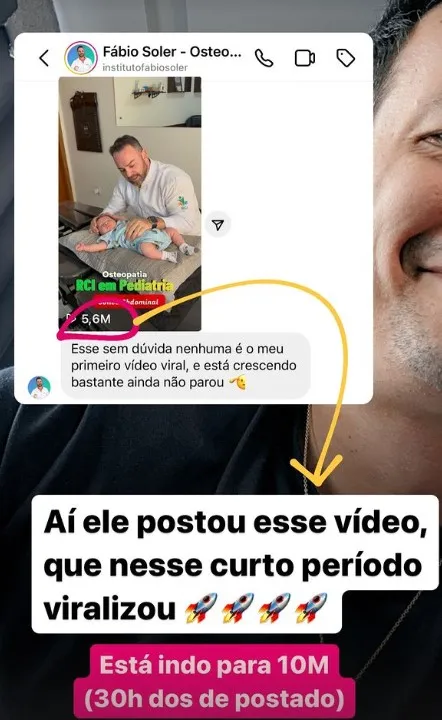 Fábio Soler - Osteo...
institutofabiosoler
Osteopatia
RCI em Pediatria
Abdominal
5,6M
Esse sem dúvida nenhuma é o meu
primeiro vídeo viral, e está crescendo
bastante ainda não parou 🫡
Aí ele postou esse vídeo,
que nesse curto período
viralizou 🚀🚀🚀🚀
Está indo para 10M
(30h dos de postado)